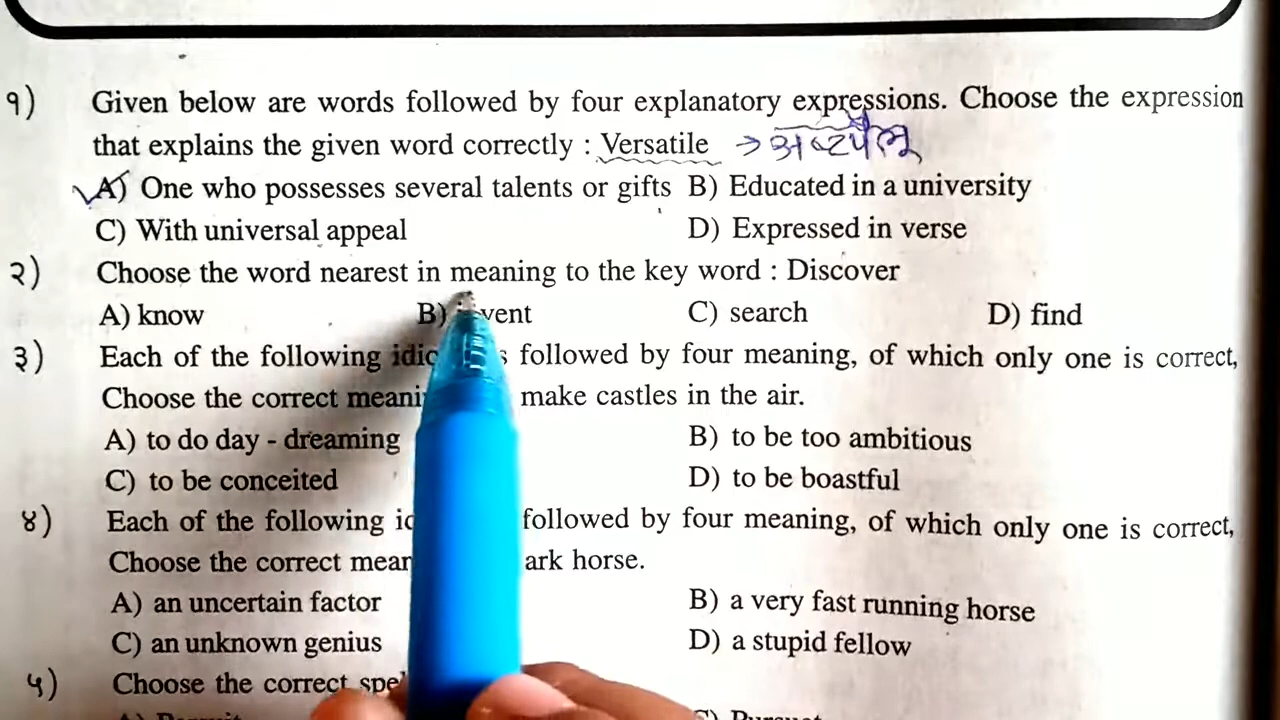 १) Given below are words followed by four explanatory expressions. Choose the expression
that explains the given word correctly : Versatile →
A) One who possesses several talents or gifts B) Educated in a university
C) With universal appeal D) Expressed in verse
२) Choose the word nearest in meaning to the key word : Discover
A) know B) vent C) search D) find
३) Each of the following followed by four meaning, of which only one is correct,
Choose the correct make castles in the air.
A) to do day - dreaming B) to be too ambitious
C) to be conceited D) to be boastful
४) Each of the following followed by four meaning, of which only one is correct,
Choose the correct ark horse.
A) an uncertain factor B) a very fast running horse
C) an unknown genius D) a stupid fellow
५) Choose the correct